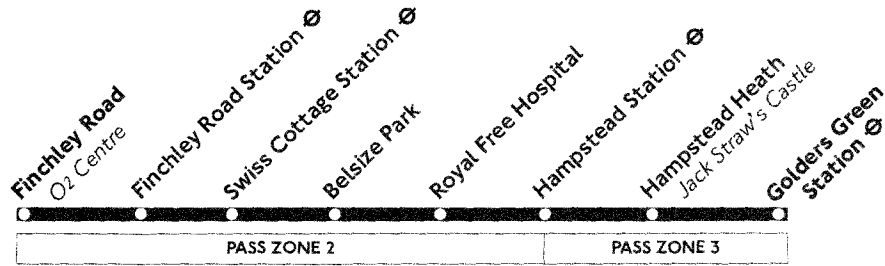 Finchley Road
O2 Centre
Finchley Road Station
Swiss Cottage Station
Belsize Park
Royal Free Hospital
Hampstead Station
Hampstead Heath
Jack Straw's Castle
Golders Green
Station
PASS ZONE 2
PASS ZONE 3